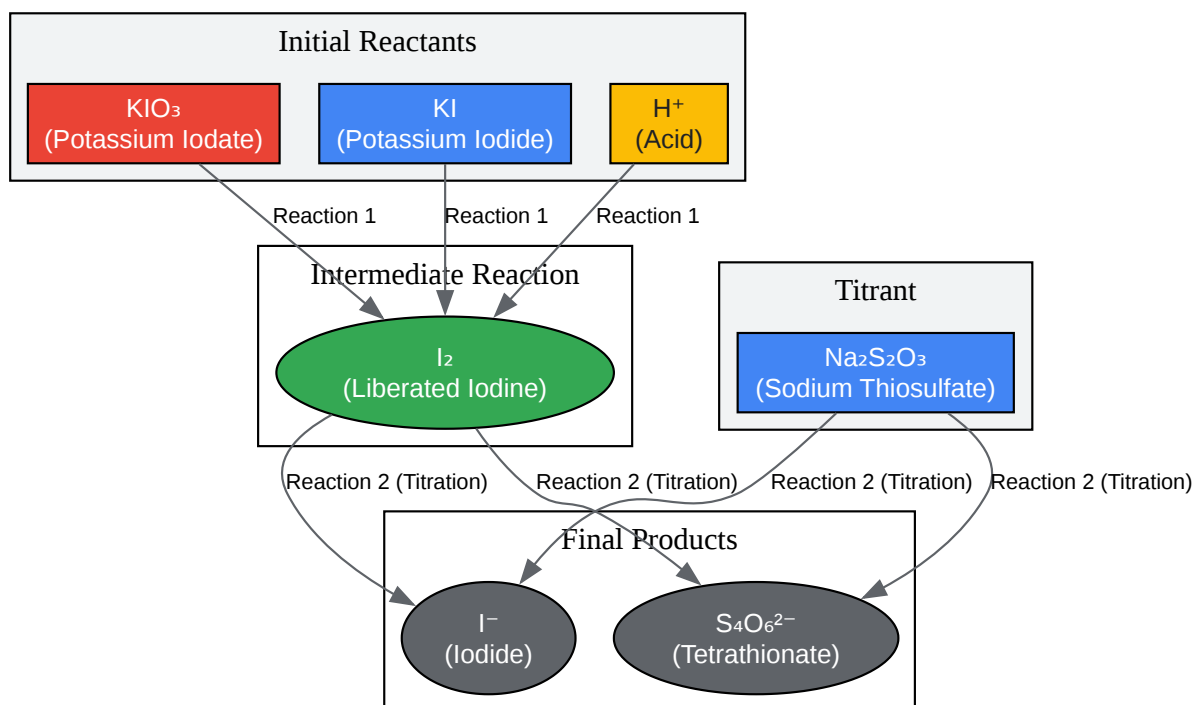 Initial Reactants
KIO₃
(Potassium Iodate)
KI
(Potassium Iodide)
H⁺
(Acid)
Reaction 1
Reaction 1
Reaction 1
Intermediate Reaction
I₂
(Liberated Iodine)
Titrant
Na₂S₂O₃
(Sodium Thiosulfate)
Reaction 2 (Titration)
Reaction 2 (Titration)
Reaction 2 (Titration)
Reaction 2 (Titration)
Final Products
I⁻
(Iodide)
S₄O₆²⁻
(Tetrathionate)